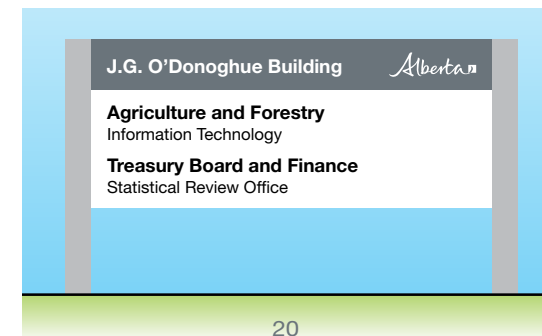 J.G. O’Donoghue Building Alberta
Agriculture and Forestry
Information Technology
Treasury Board and Finance
Statistical Review Office
20